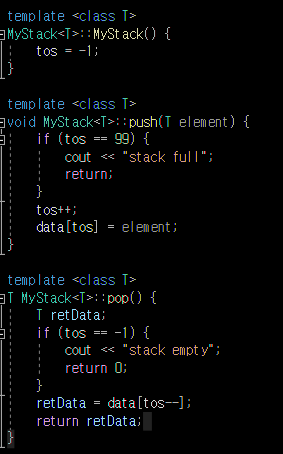 template <class T>
MyStack<T>::MyStack() {
    tos = -1;
}
template <class T>
void MyStack<T>::push(T element) {
    if (tos == 99) {
        cout << "stack full";
        return;
    }
    tos++;
    data[tos] = element;
}
template <class T>
T MyStack<T>::pop() {
    T retData;
    if (tos == -1) {
        cout << "stack empty";
        return 0;
    }
    retData = data[tos--];
    return retData;
}